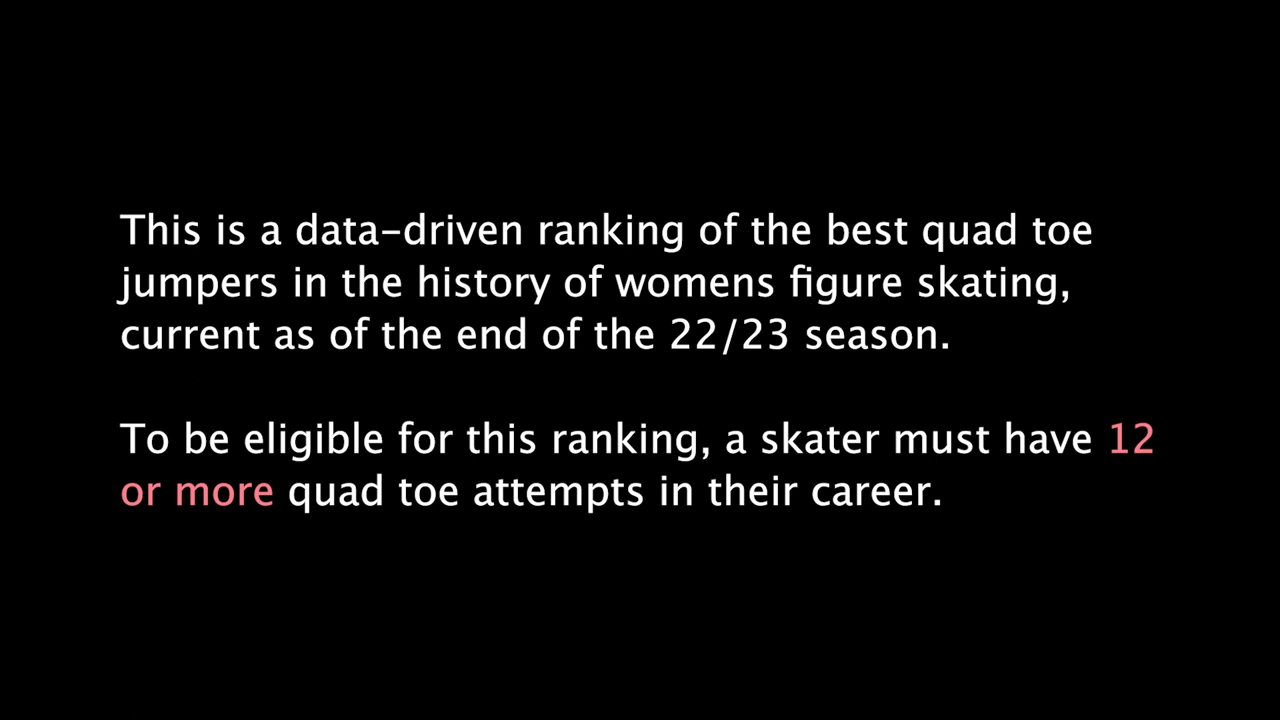 This is a data-driven ranking of the best quad toe
jumpers in the history of womens figure skating,
current as of the end of the 22/23 season.
To be eligible for this ranking, a skater must have 12
or more quad toe attempts in their career.